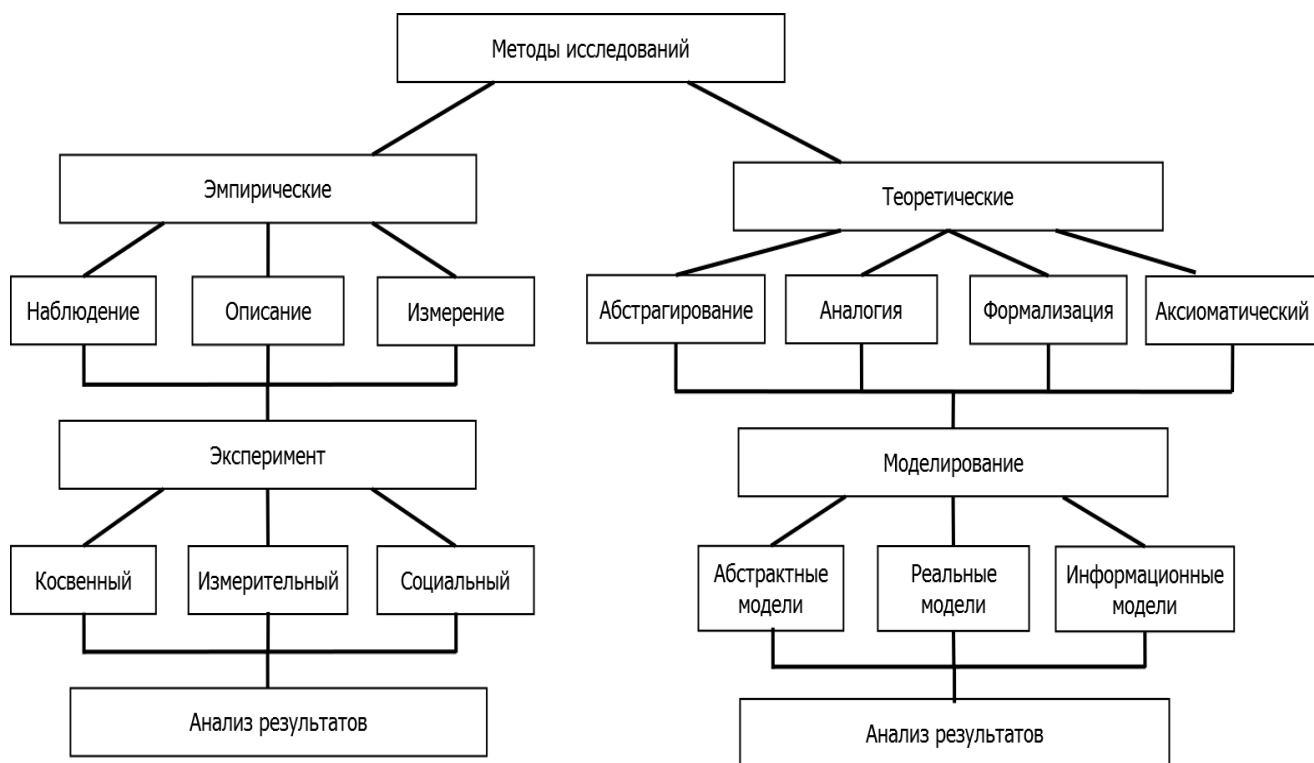 Методы исследований
Эмпирические
Теоретические
Наблюдение
Описание
Измерение
Абстрагирование
Аналогия
Формализация
Аксиоматический
Эксперимент
Моделирование
Косвенный
Измерительный
Социальный
Абстрактные
модели
Реальные
модели
Информационные
модели
Анализ результатов
Анализ результатов